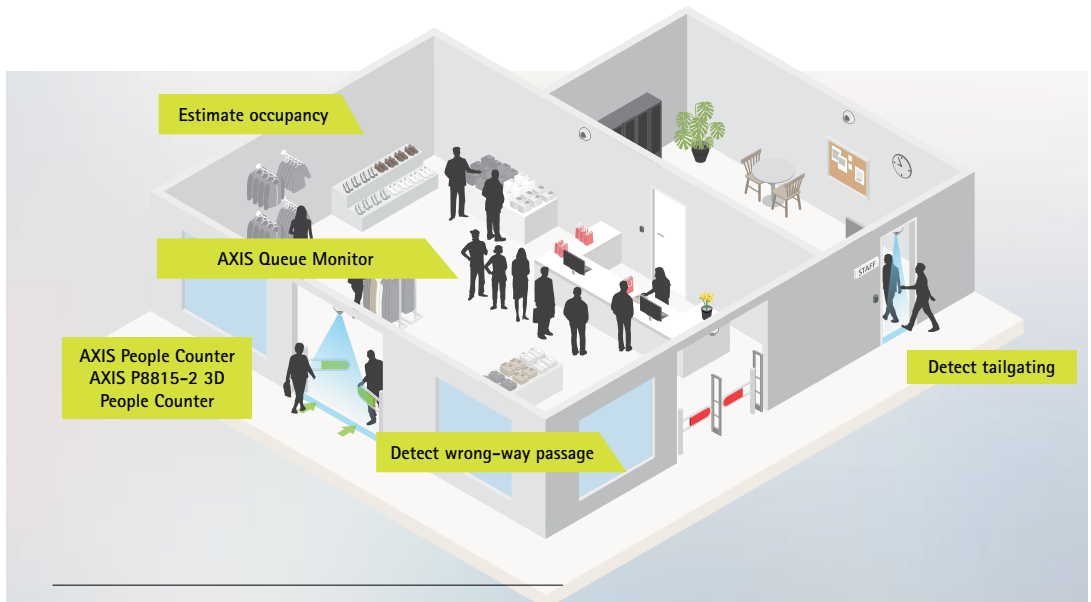 Estimate occupancy
AXIS Queue Monitor
STAFF
AXIS People Counter
AXIS P8815-2 3D
People Counter
Detect tailgating
Detect wrong-way passage